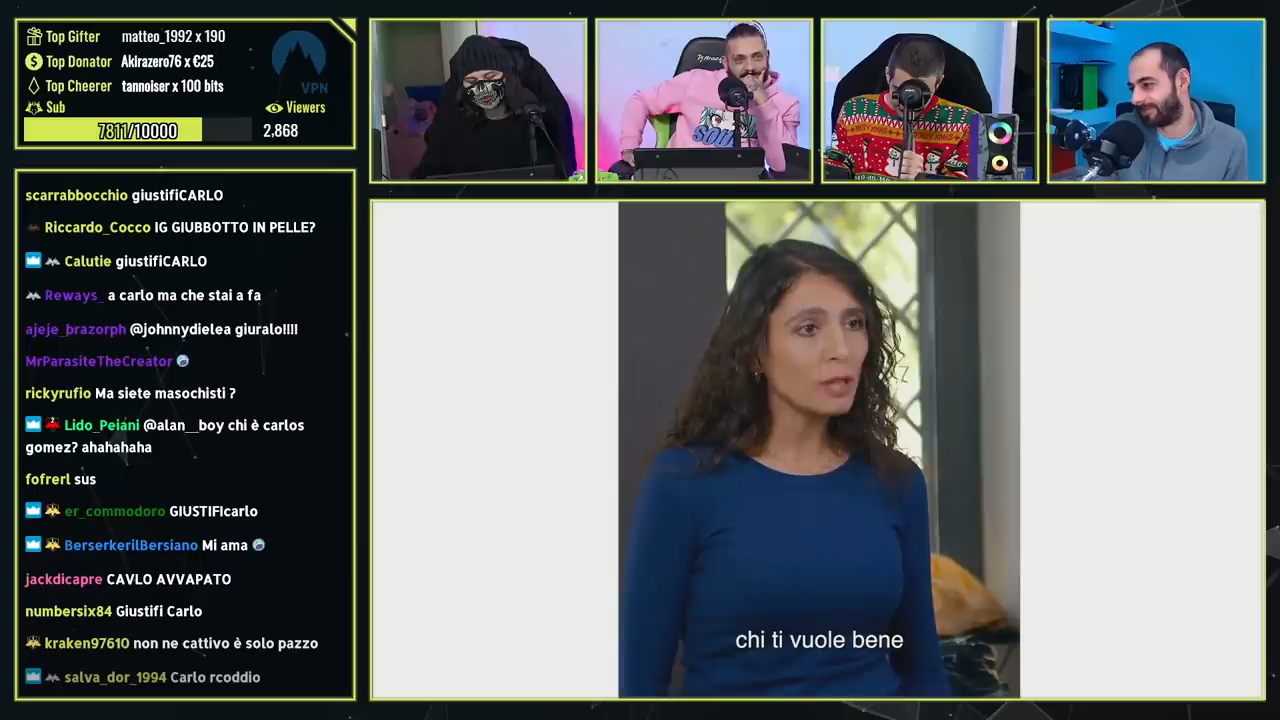 Top Gifter matteo_1992 x 190
Top Donator Akirazero76 x €25
Top Cheerer tannoiser x 100 bits
Sub Viewers
7811/10000 2,868
VPN
scarrabbocchio giustifiCARLO
Riccardo_Cocco IG GIUBBOTTO IN PELLE?
Calutie giustifiCARLO
Reways_ a carlo ma che stai a fa
ajeje_brazorph @johnnydielea giuralo!!!!
MrParasiteTheCreator
rickyrufio Ma siete masochisti ?
Lido_Peiani @alan__boy chi è carlos
gomez? ahahahaha
fofrerl sus
er_commodoro GIUSTIFIcarlo
BerserkerilBersiano Mi ama
jackdicapre CAVLO AVVAPATO
numbersix84 Giustifi Carlo
kraken97610 non ne cattivo è solo pazzo
salva_dor_1994 Carlo rcoddio
chi ti vuole bene